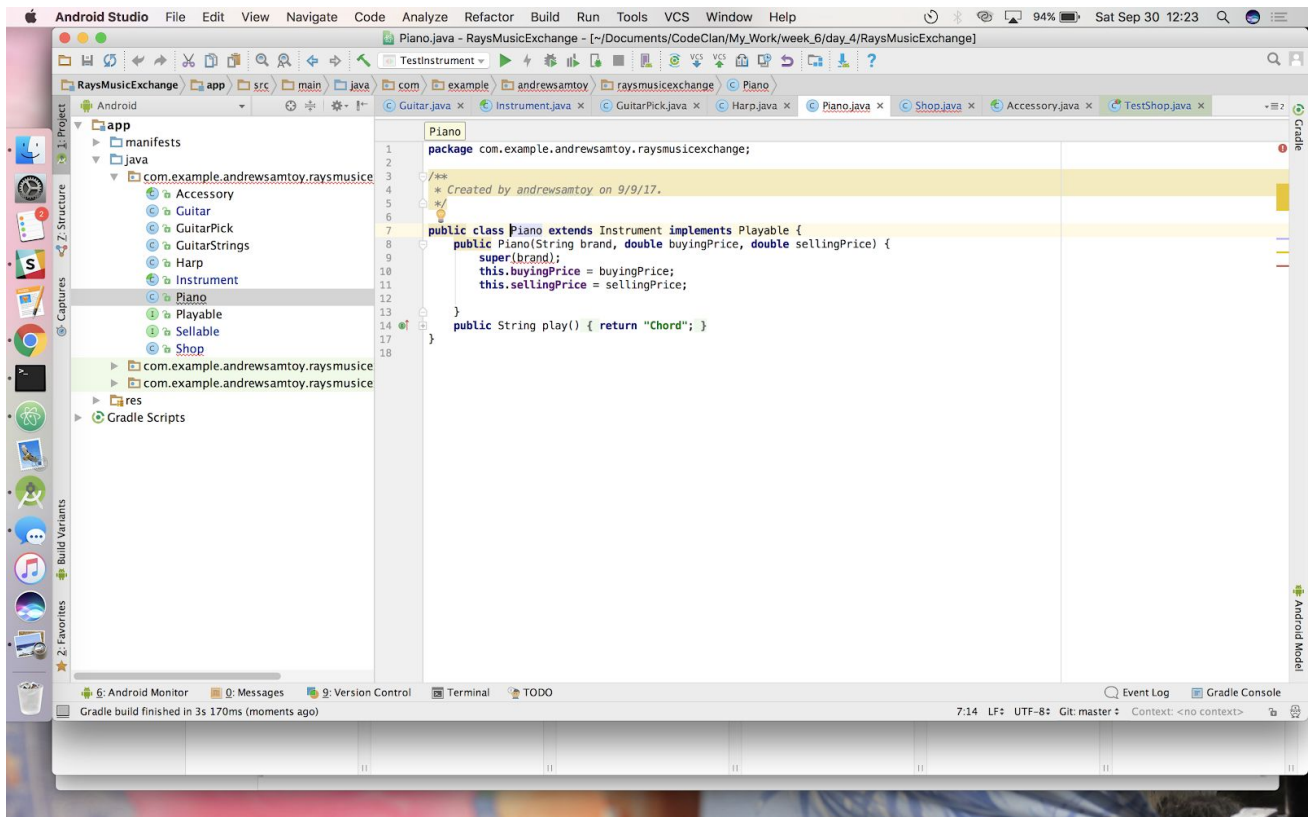 Android Studio File Edit View Navigate Code Analyze Refactor Build Run Tools VCS Window Help 94% Sat Sep 30 12:23
Piano.java - RaysMusicExchange - [~/Documents/CodeClan/My_Work/week_6/day_4/RaysMusicExchange]
TestInstrument
RaysMusicExchange app src main java com example andrewsamtoy raysmusicexchange Piano
Android
Guitar.java Instrument.java GuitarPick.java Harp.java Piano.java Shop.java Accessory.java TestShop.java
1: Project
Z: Structure
Captures
Build Variants
2: Favorites
app
manifests
java
com.example.andrewsamtoy.raysmusice
Accessory
Guitar
GuitarPick
GuitarStrings
Harp
Instrument
Piano
Playable
Sellable
Shop
com.example.andrewsamtoy.raysmusice
com.example.andrewsamtoy.raysmusice
res
Gradle Scripts
Piano
1 package com.example.andrewsamtoy.raysmusicexchange;
2
3 /**
4 * Created by andrewsamtoy on 9/9/17.
5 */
6
7 public class Piano extends Instrument implements Playable {
8 public Piano(String brand, double buyingPrice, double sellingPrice) {
9 super(brand);
10 this.buyingPrice = buyingPrice;
11 this.sellingPrice = sellingPrice;
12
13 }
14 public String play() { return "Chord"; }
17 }
18
Gradle
Android Model
6: Android Monitor 0: Messages 9: Version Control Terminal TODO Event Log Gradle Console
Gradle build finished in 3s 170ms (moments ago) 7:14 LF UTF-8 Git: master Context: <no context>